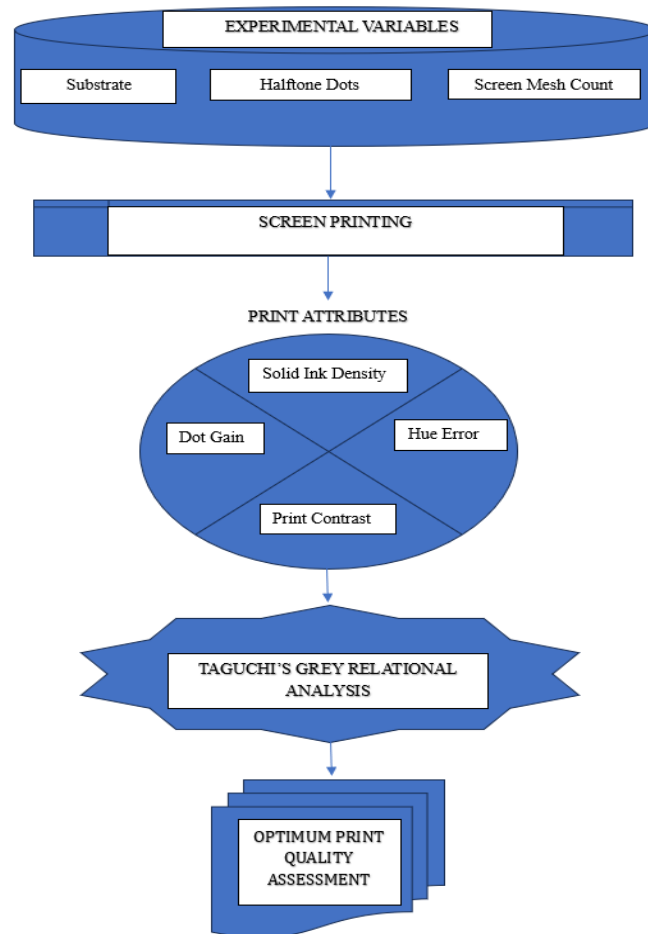 EXPERIMENTAL VARIABLES
Substrate
Halftone Dots
Screen Mesh Count
SCREEN PRINTING
PRINT ATTRIBUTES
Solid Ink Density
Dot Gain
Hue Error
Print Contrast
TAGUCHI’S GREY RELATIONAL
ANALYSIS
OPTIMUM PRINT
QUALITY
ASSESSMENT